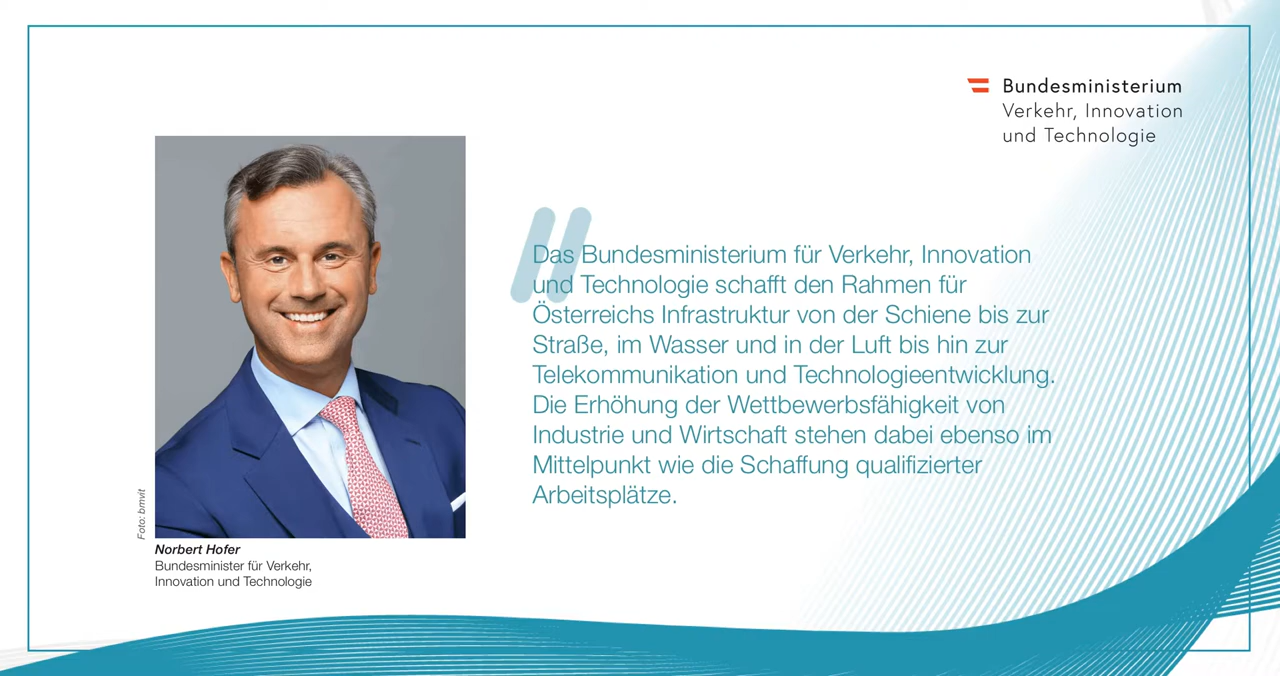 Bundesministerium
Verkehr, Innovation
und Technologie
Das Bundesministerium für Verkehr, Innovation
und Technologie schafft den Rahmen für
Österreichs Infrastruktur von der Schiene bis zur
Straße, im Wasser und in der Luft bis hin zur
Telekommunikation und Technologieentwicklung.
Die Erhöhung der Wettbewerbsfähigkeit von
Industrie und Wirtschaft stehen dabei ebenso im
Mittelpunkt wie die Schaffung qualifizierter
Arbeitsplätze.
Foto: bmvit
Norbert Hofer
Bundesminister für Verkehr,
Innovation und Technologie